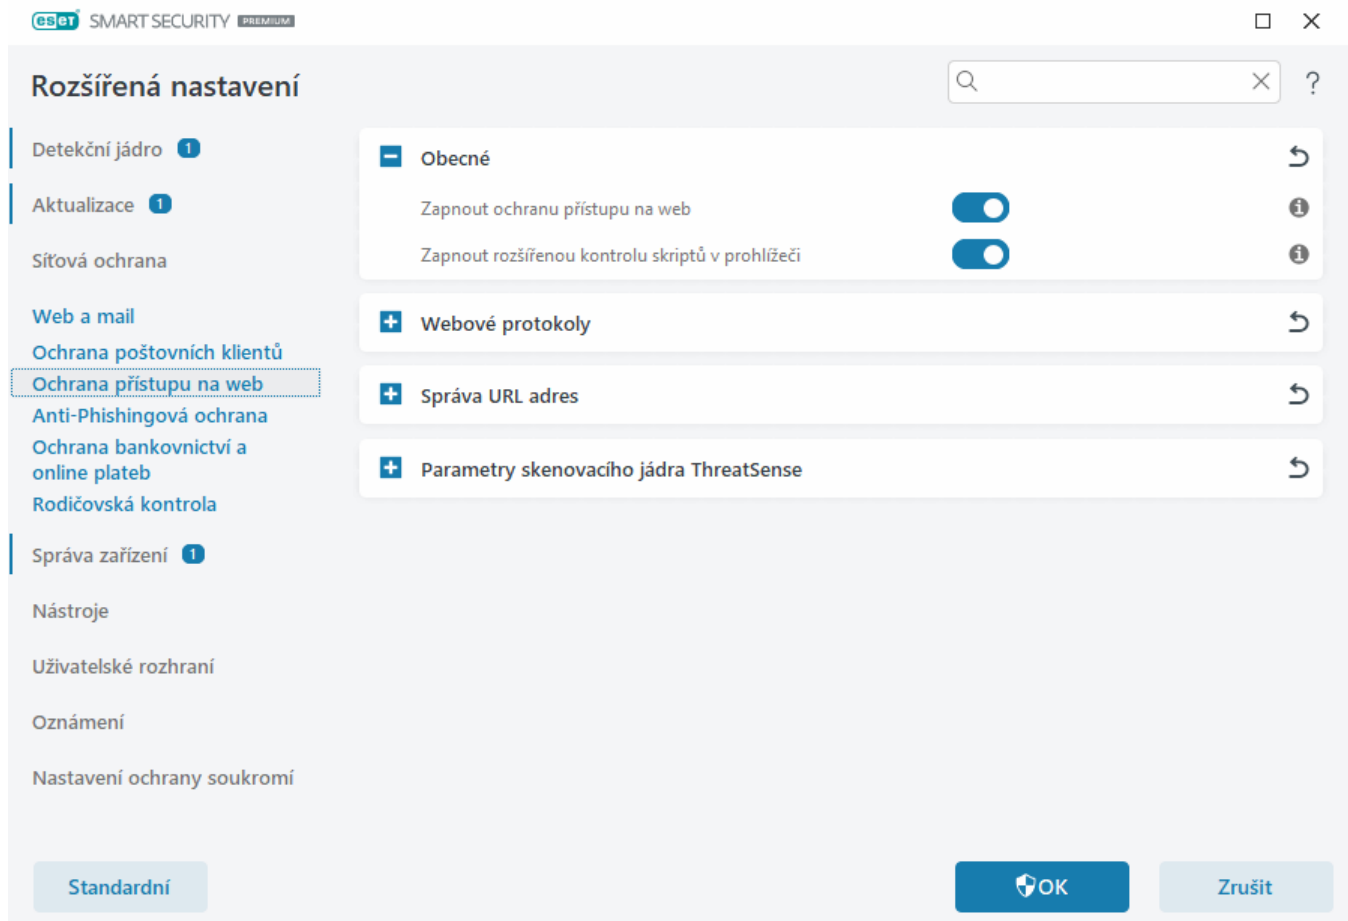 eset SMART SECURITY PREMIUM
Rozšířená nastavení
?
Detekční jádro 1
Aktualizace 1
Síťová ochrana
Web a mail
Ochrana poštovních klientů
Ochrana přístupu na web
Anti-Phishingová ochrana
Ochrana bankovnictví a
online plateb
Rodičovská kontrola
Správa zařízení 1
Nástroje
Uživatelské rozhraní
Oznámení
Nastavení ochrany soukromí
Obecné
Zapnout ochranu přístupu na web
Zapnout rozšířenou kontrolu skriptů v prohlížeči
Webové protokoly
Správa URL adres
Parametry skenovacího jádra ThreatSense
Standardní
OK
Zrušit